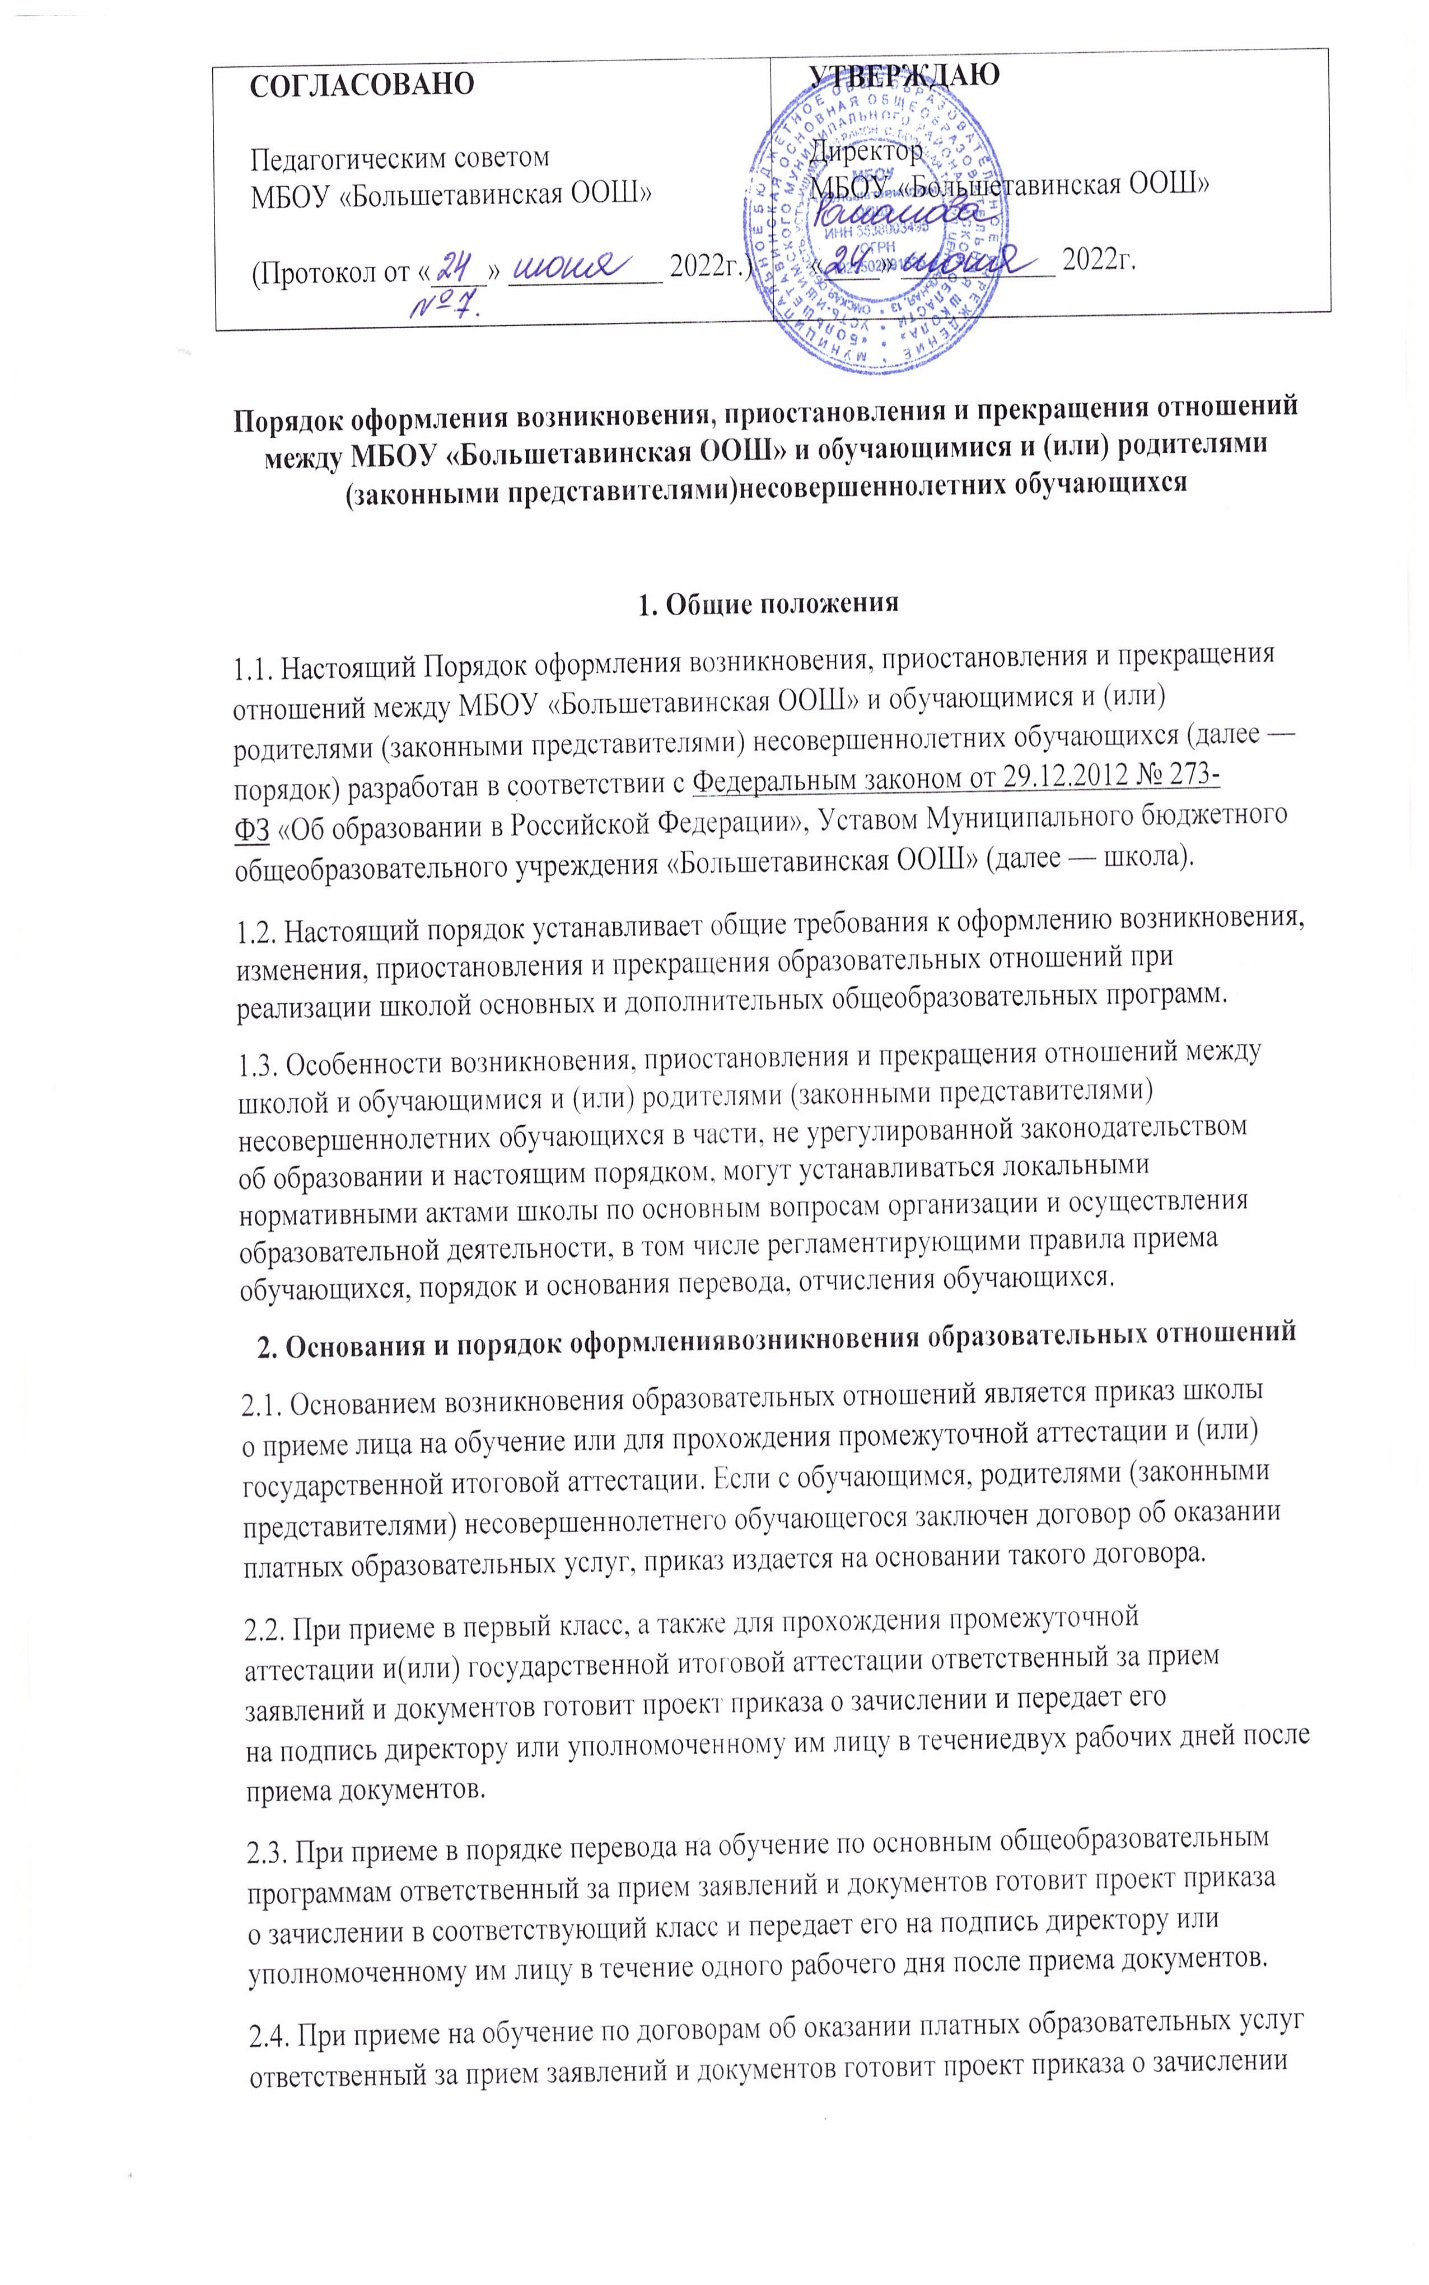 СОГЛАСОВАНО
Педагогическим советом
МБОУ «Большетавинская ООШ»
(Протокол от «24» июня 2022г.)
№7.
УТВЕРЖДАЮ
Директор
МБОУ «Большетавинская ООШ»
Романова
«24» июня 2022г.
МУНИЦИПАЛЬНОЕ БЮДЖЕТНОЕ ОБЩЕОБРАЗОВАТЕЛЬНОЕ УЧРЕЖДЕНИЕ
МБОУ
ИНН 5538003495
ОГРН
Порядок оформления возникновения, приостановления и прекращения отношений
между МБОУ «Большетавинская ООШ» и обучающимися и (или) родителями
(законными представителями)несовершеннолетних обучающихся
1. Общие положения
1.1. Настоящий Порядок оформления возникновения, приостановления и прекращения
отношений между МБОУ «Большетавинская ООШ» и обучающимися и (или)
родителями (законными представителями) несовершеннолетних обучающихся (далее —
порядок) разработан в соответствии с Федеральным законом от 29.12.2012 № 273-
ФЗ «Об образовании в Российской Федерации», Уставом Муниципального бюджетного
общеобразовательного учреждения «Большетавинская ООШ» (далее — школа).
1.2. Настоящий порядок устанавливает общие требования к оформлению возникновения,
изменения, приостановления и прекращения образовательных отношений при
реализации школой основных и дополнительных общеобразовательных программ.
1.3. Особенности возникновения, приостановления и прекращения отношений между
школой и обучающимися и (или) родителями (законными представителями)
несовершеннолетних обучающихся в части, не урегулированной законодательством
об образовании и настоящим порядком, могут устанавливаться локальными
нормативными актами школы по основным вопросам организации и осуществления
образовательной деятельности, в том числе регламентирующими правила приема
обучающихся, порядок и основания перевода, отчисления обучающихся.
2. Основания и порядок оформлениявозникновения образовательных отношений
2.1. Основанием возникновения образовательных отношений является приказ школы
о приеме лица на обучение или для прохождения промежуточной аттестации и (или)
государственной итоговой аттестации. Если с обучающимся, родителями (законными
представителями) несовершеннолетнего обучающегося заключен договор об оказании
платных образовательных услуг, приказ издается на основании такого договора.
2.2. При приеме в первый класс, а также для прохождения промежуточной
аттестации и(или) государственной итоговой аттестации ответственный за прием
заявлений и документов готовит проект приказа о зачислении и передает его
на подпись директору или уполномоченному им лицу в течениедвух рабочих дней после
приема документов.
2.3. При приеме в порядке перевода на обучение по основным общеобразовательным
программам ответственный за прием заявлений и документов готовит проект приказа
о зачислении в соответствующий класс и передает его на подпись директору или
уполномоченному им лицу в течение одного рабочего дня после приема документов.
2.4. При приеме на обучение по договорам об оказании платных образовательных услуг
ответственный за прием заявлений и документов готовит проект приказа о зачислении